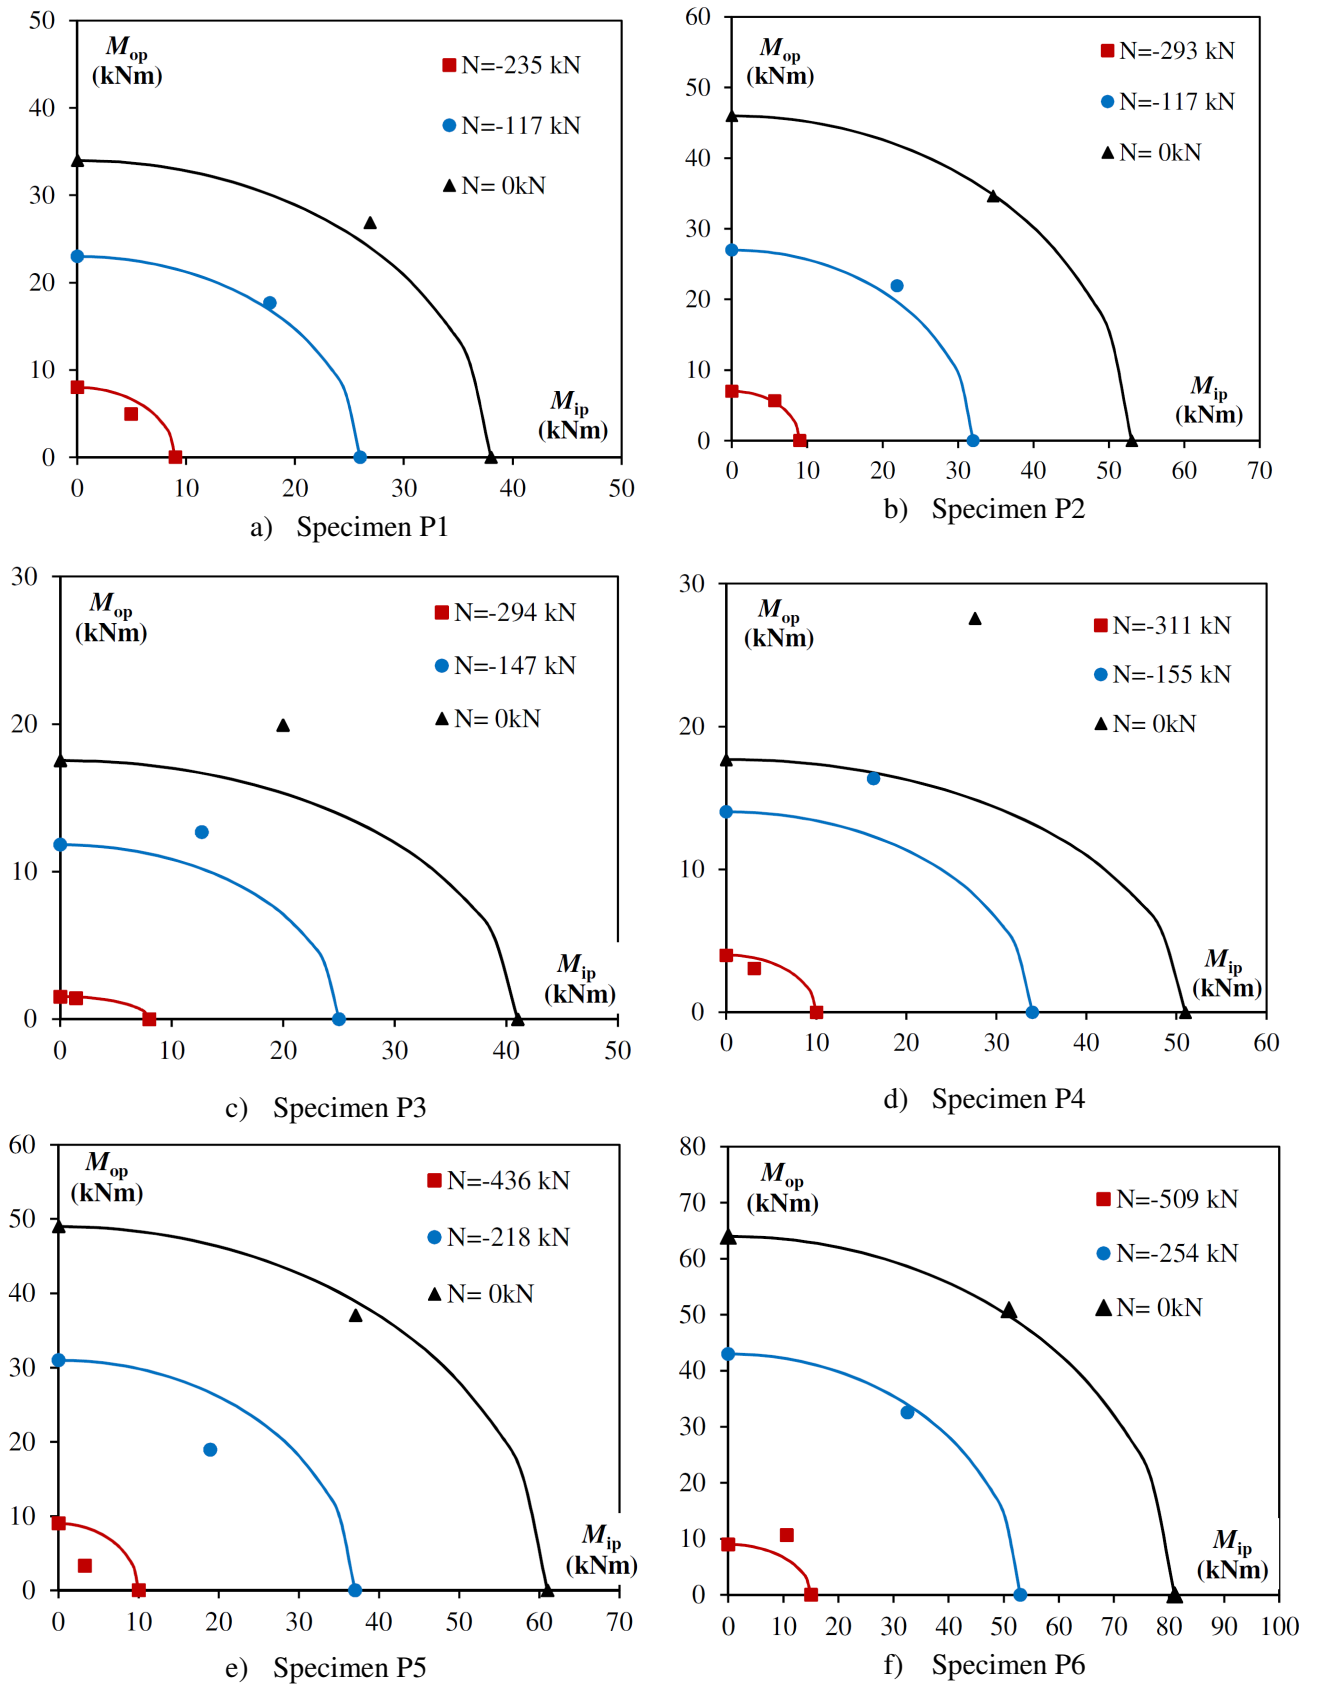 50
40
30
20
10
0
M_op
(kNm)
N=-235 kN
N=-117 kN
N= 0kN
M_ip
(kNm)
0 10 20 30 40 50
a) Specimen P1
60
50
40
30
20
10
0
M_op
(kNm)
N=-293 kN
N=-117 kN
N= 0kN
M_ip
(kNm)
0 10 20 30 40 50 60 70
b) Specimen P2
30
20
10
0
M_op
(kNm)
N=-294 kN
N=-147 kN
N= 0kN
M_ip
(kNm)
0 10 20 30 40 50
c) Specimen P3
30
20
10
0
M_op
(kNm)
N=-311 kN
N=-155 kN
N= 0kN
M_ip
(kNm)
0 10 20 30 40 50 60
d) Specimen P4
60
50
40
30
20
10
0
M_op
(kNm)
N=-436 kN
N=-218 kN
N= 0kN
M_ip
(kNm)
0 10 20 30 40 50 60 70
e) Specimen P5
80
70
60
50
40
30
20
10
0
M_op
(kNm)
N=-509 kN
N=-254 kN
N= 0kN
M_ip
(kNm)
0 10 20 30 40 50 60 70 80 90 100
f) Specimen P6